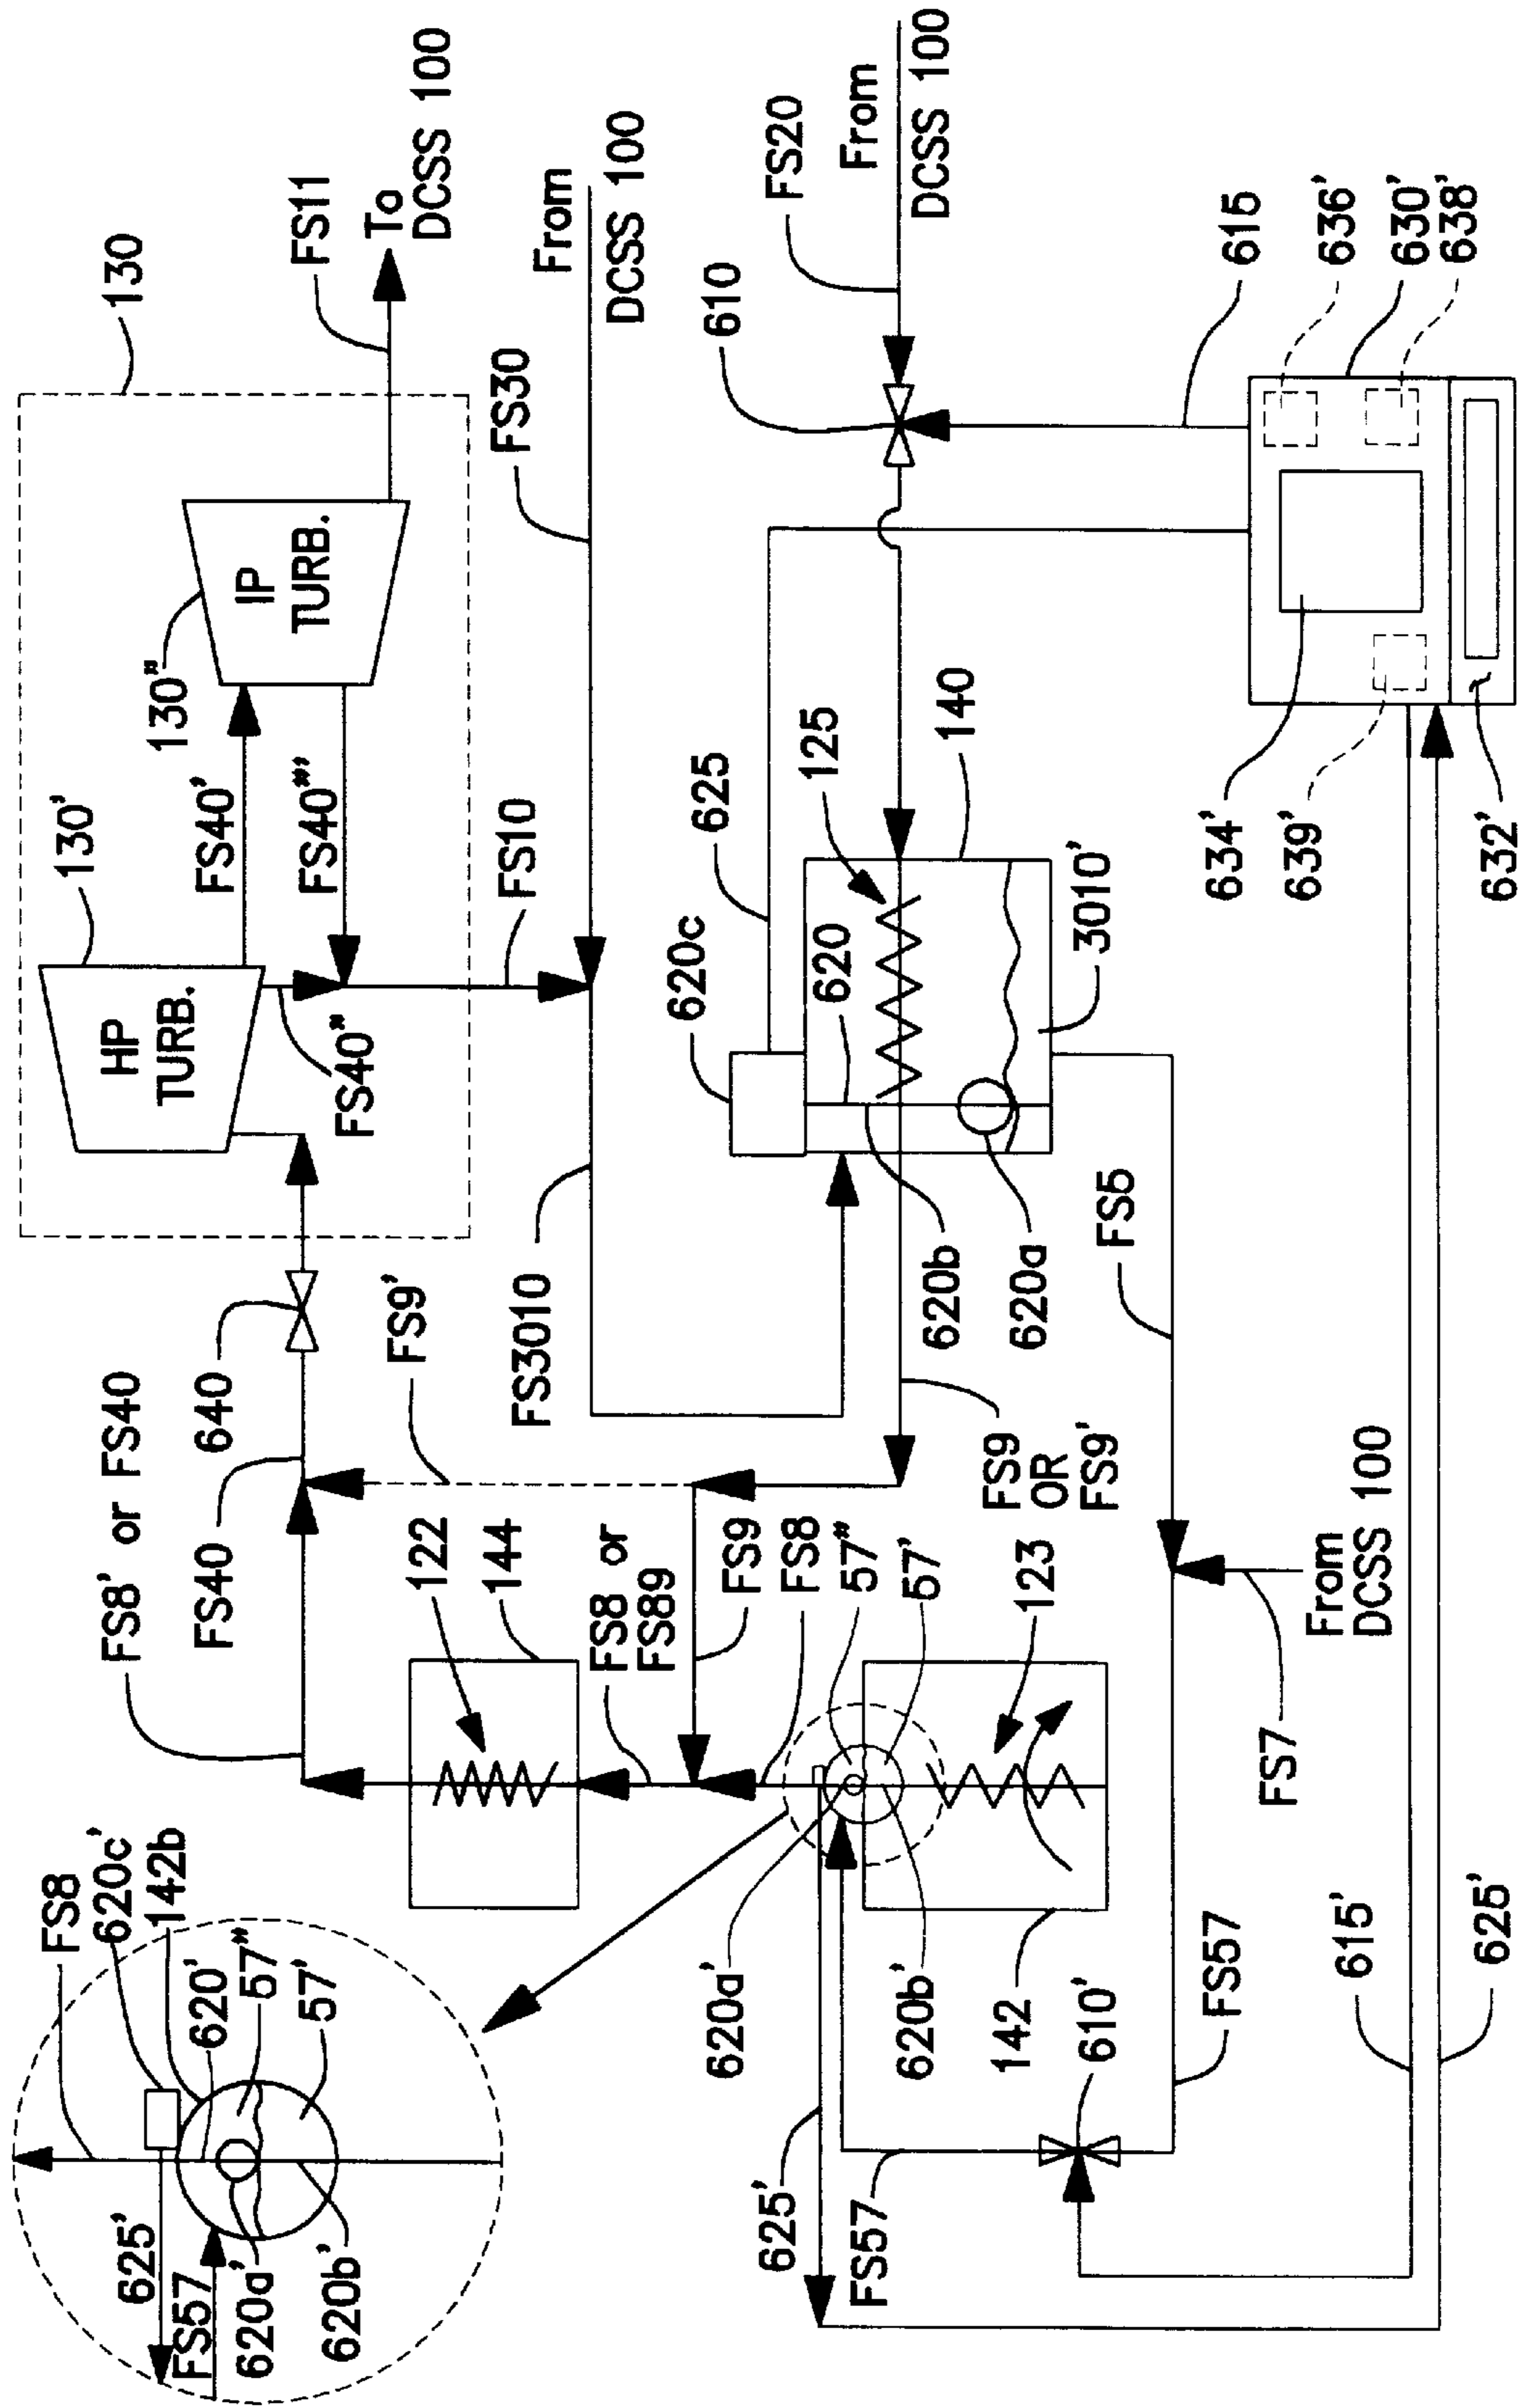 130
FS11
To
DCSS 100
130'
HP
TURB.
130"
IP
TURB.
FS40'
FS40"'
FS40"
FS10
FS30
From
DCSS 100
FS20
From
DCSS 100
610
FS8' or FS40
FS40
640
FS9'
FS3010
122
144
FS8 or
FS89
FS9
FS8
57"
57'
123
FS9
OR
FS9'
620c
625
125
620
140
3010'
620b
620a
FS5
From
DCSS 100
FS7
615
636'
630'
638'
634'
639'
632'
FS8
620c'
142b
620'
57"
57'
625'
FS57
620a'
620b'
620a'
620b'
142
610'
FS57
625'
FS57
615'
625'